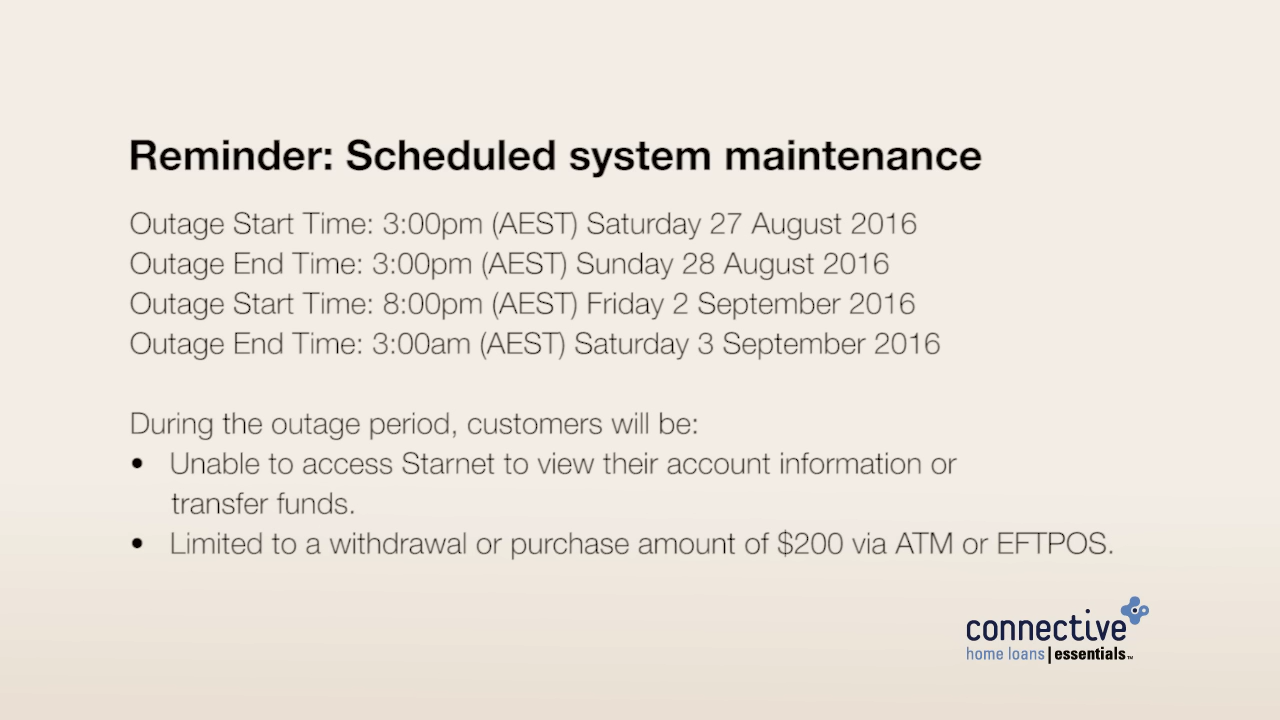 Reminder: Scheduled system maintenance
Outage Start Time: 3:00pm (AEST) Saturday 27 August 2016
Outage End Time: 3:00pm (AEST) Sunday 28 August 2016
Outage Start Time: 8:00pm (AEST) Friday 2 September 2016
Outage End Time: 3:00am (AEST) Saturday 3 September 2016
During the outage period, customers will be:
• Unable to access Starnet to view their account information or
transfer funds.
• Limited to a withdrawal or purchase amount of $200 via ATM or EFTPOS.
connective
home loans | essentials™